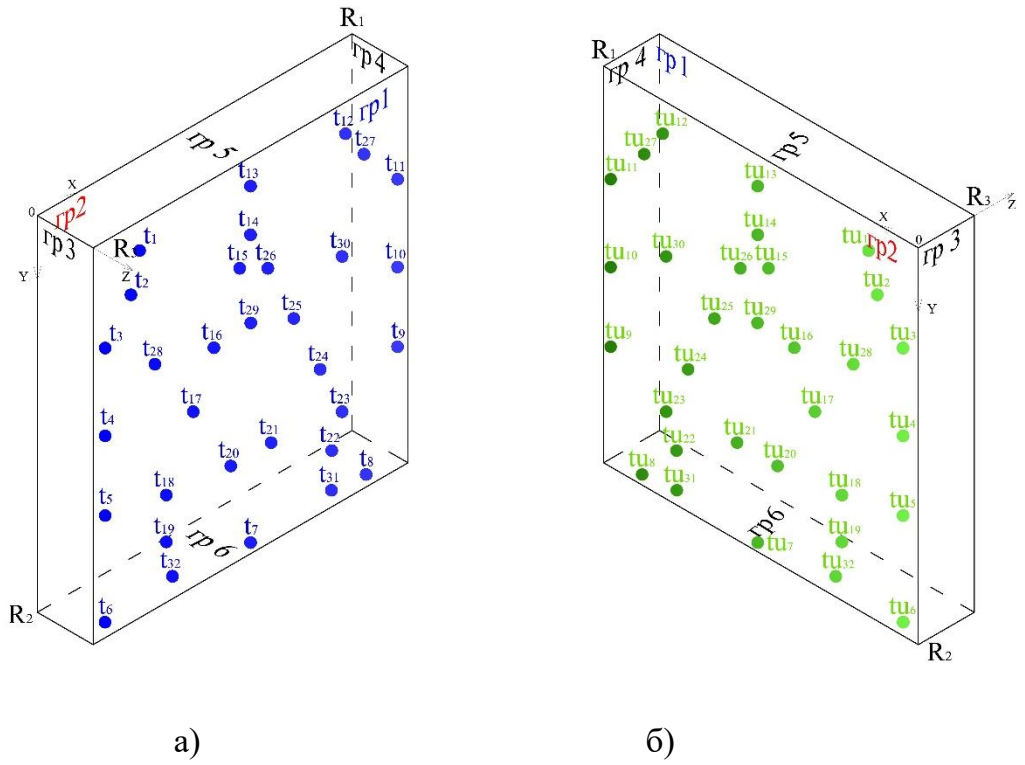 R₁
гр4
гр 5
гр1
t₁₂
t₂₇
t₁₁
t₁₃
X
0
гр2
гр3
R₃
t₁
t₁₄
t₃₀
t₁₀
Y
Z
t₂
t₁₅
t₂₆
t₂₉
t₂₅
t₃
t₁₆
t₉
t₂₈
t₂₄
t₁₇
t₂₃
t₄
t₂₁
t₂₂
t₂₀
t₈
t₁₈
t₃₁
t₅
t₁₉
гр 6
t₇
t₃₂
R₂
t₆
а)
R₁
гр 4
гр1
tu₁₂
tu₂₇
гр5
tu₁₁
tu₁₃
R₃
Z
X
0
tu₁₄
tu₁
гр2
гр 3
tu₁₀
tu₃₀
tu₂₆
tu₁₅
tu₂
Y
tu₂₅
tu₂₉
tu₉
tu₁₆
tu₃
tu₂₄
tu₂₈
tu₂₃
tu₁₇
tu₂₂
tu₂₁
tu₄
tu₈
tu₂₀
tu₃₁
tu₁₈
tu₅
гр6
tu₇
tu₁₉
tu₃₂
tu₆
R₂
б)